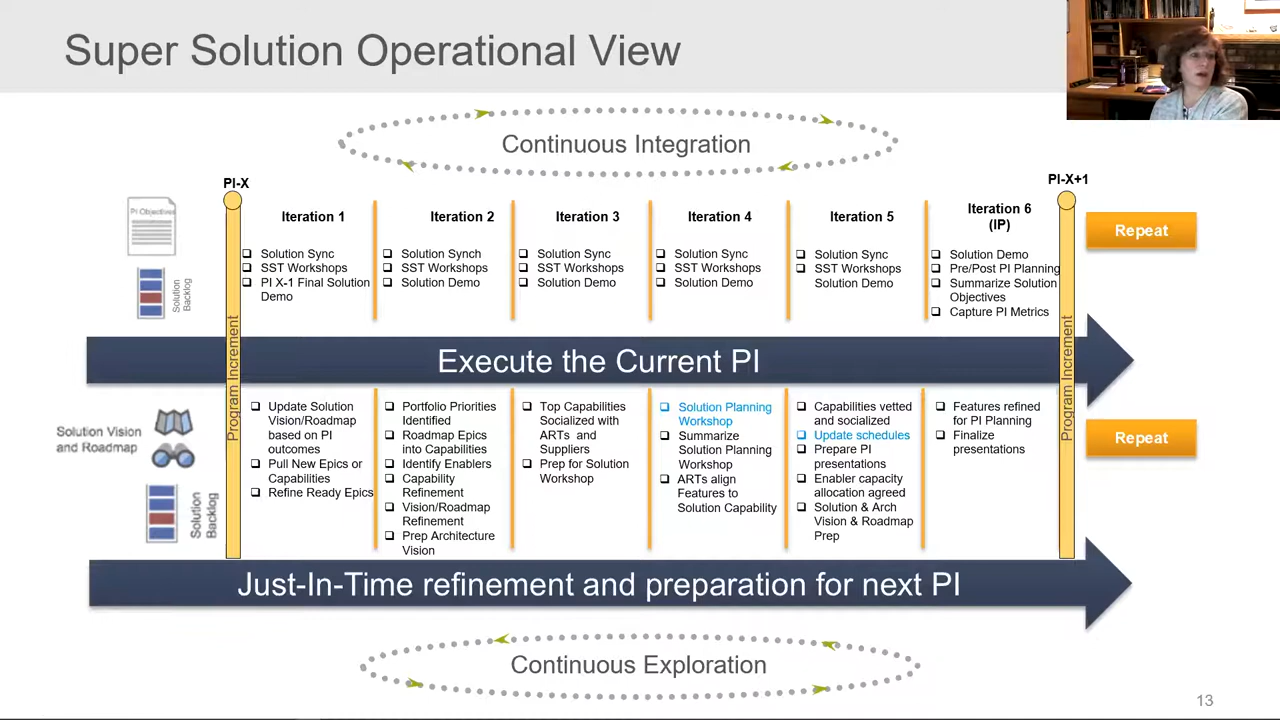 Super Solution Operational View
Continuous Integration
PI-X
PI-X+1
PI Objectives
Solution
Backlog
Iteration 1
Solution Sync
SST Workshops
PI X-1 Final Solution
Demo
Iteration 2
Solution Synch
SST Workshops
Solution Demo
Iteration 3
Solution Sync
SST Workshops
Solution Demo
Iteration 4
Solution Sync
SST Workshops
Solution Demo
Iteration 5
Solution Sync
SST Workshops
Solution Demo
Iteration 6
(IP)
Solution Demo
Pre/Post PI Planning
Summarize Solution
Objectives
Capture PI Metrics
Repeat
Program Increment
Execute the Current PI
Program Increment
Solution Vision
and Roadmap
Solution
Backlog
Update Solution
Vision/Roadmap
based on PI
outcomes
Pull New Epics or
Capabilities
Refine Ready Epics
Portfolio Priorities
Identified
Roadmap Epics
into Capabilities
Identify Enablers
Capability
Refinement
Vision/Roadmap
Refinement
Prep Architecture
Vision
Top Capabilities
Socialized with
ARTs and
Suppliers
Prep for Solution
Workshop
Solution Planning
Workshop
Summarize
Solution Planning
Workshop
ARTs align
Features to
Solution Capability
Capabilities vetted
and socialized
Update schedules
Prepare PI
presentations
Enabler capacity
allocation agreed
Solution & Arch
Vision & Roadmap
Prep
Features refined
for PI Planning
Finalize
presentations
Repeat
Just-In-Time refinement and preparation for next PI
Continuous Exploration
13